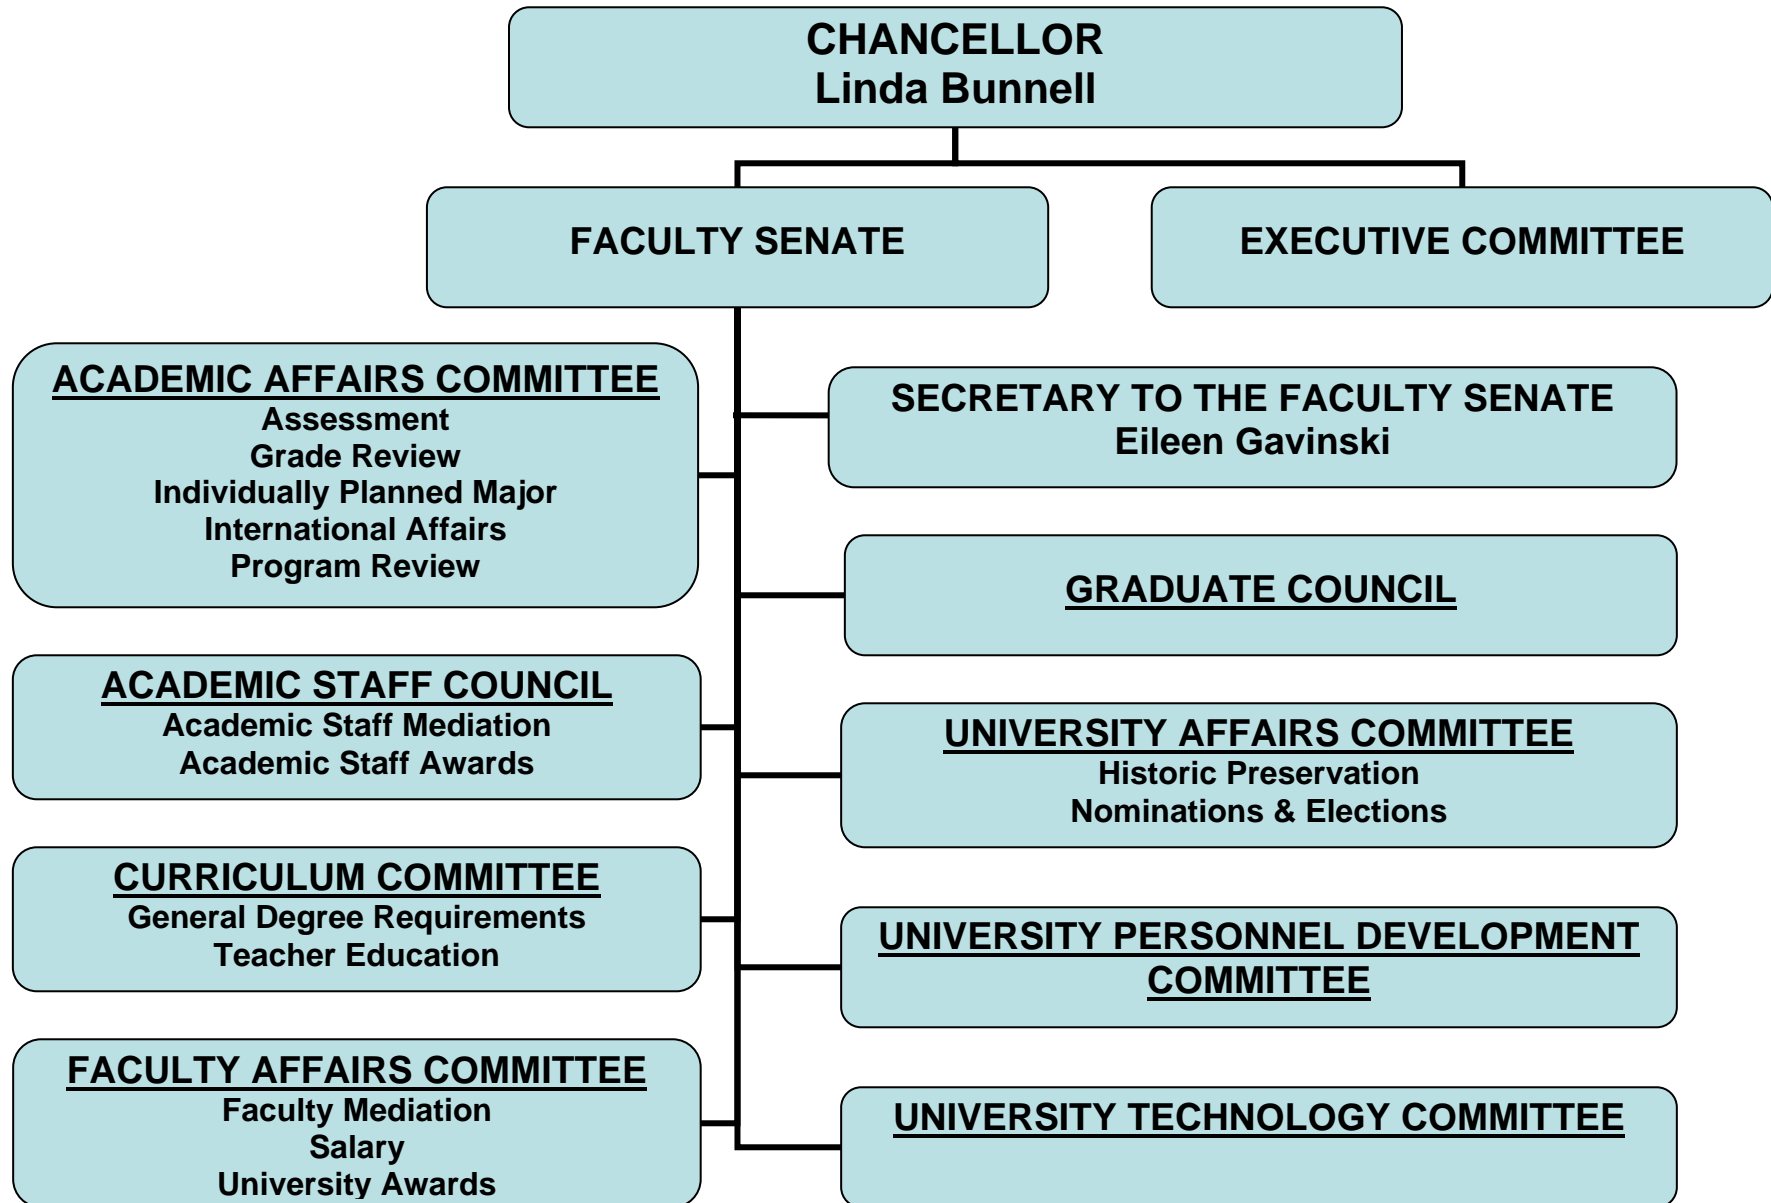 CHANCELLOR
Linda Bunnell
FACULTY SENATE
EXECUTIVE COMMITTEE
ACADEMIC AFFAIRS COMMITTEE
Assessment
Grade Review
Individually Planned Major
International Affairs
Program Review
ACADEMIC STAFF COUNCIL
Academic Staff Mediation
Academic Staff Awards
CURRICULUM COMMITTEE
General Degree Requirements
Teacher Education
FACULTY AFFAIRS COMMITTEE
Faculty Mediation
Salary
University Awards
SECRETARY TO THE FACULTY SENATE
Eileen Gavinski
GRADUATE COUNCIL
UNIVERSITY AFFAIRS COMMITTEE
Historic Preservation
Nominations & Elections
UNIVERSITY PERSONNEL DEVELOPMENT
COMMITTEE
UNIVERSITY TECHNOLOGY COMMITTEE